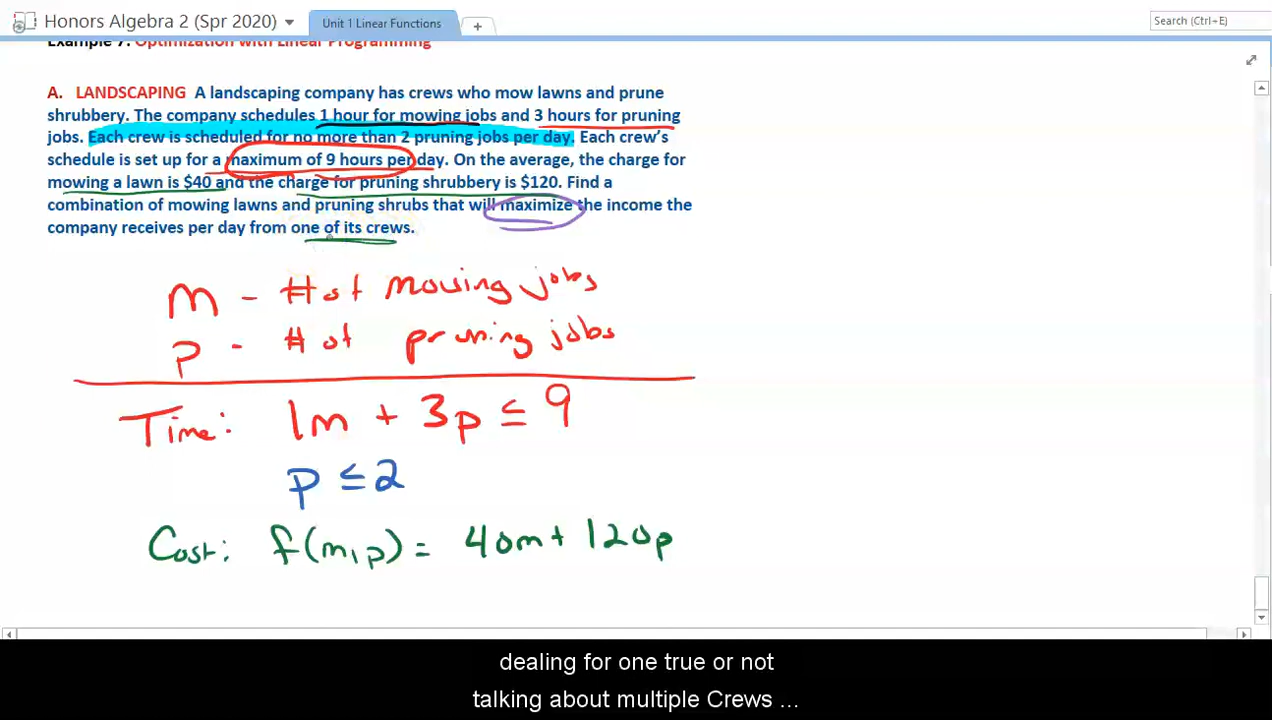 Honors Algebra 2 (Spr 2020)
Unit 1 Linear Functions
Search (Ctrl+E)
Example 7: Optimization with Linear Programming
A. LANDSCAPING A landscaping company has crews who mow lawns and prune
shrubbery. The company schedules 1 hour for mowing jobs and 3 hours for pruning
jobs. Each crew is scheduled for no more than 2 pruning jobs per day. Each crew's
schedule is set up for a maximum of 9 hours per day. On the average, the charge for
mowing a lawn is $40 and the charge for pruning shrubbery is $120. Find a
combination of mowing lawns and pruning shrubs that will maximize the income the
company receives per day from one of its crews.
m - # of mowing jobs
p - # of pruning jobs
Time: 1m + 3p ≤ 9
p ≤ 2
Cost: f(m,p) = 40m + 120p
dealing for one true or not
talking about multiple Crews ...